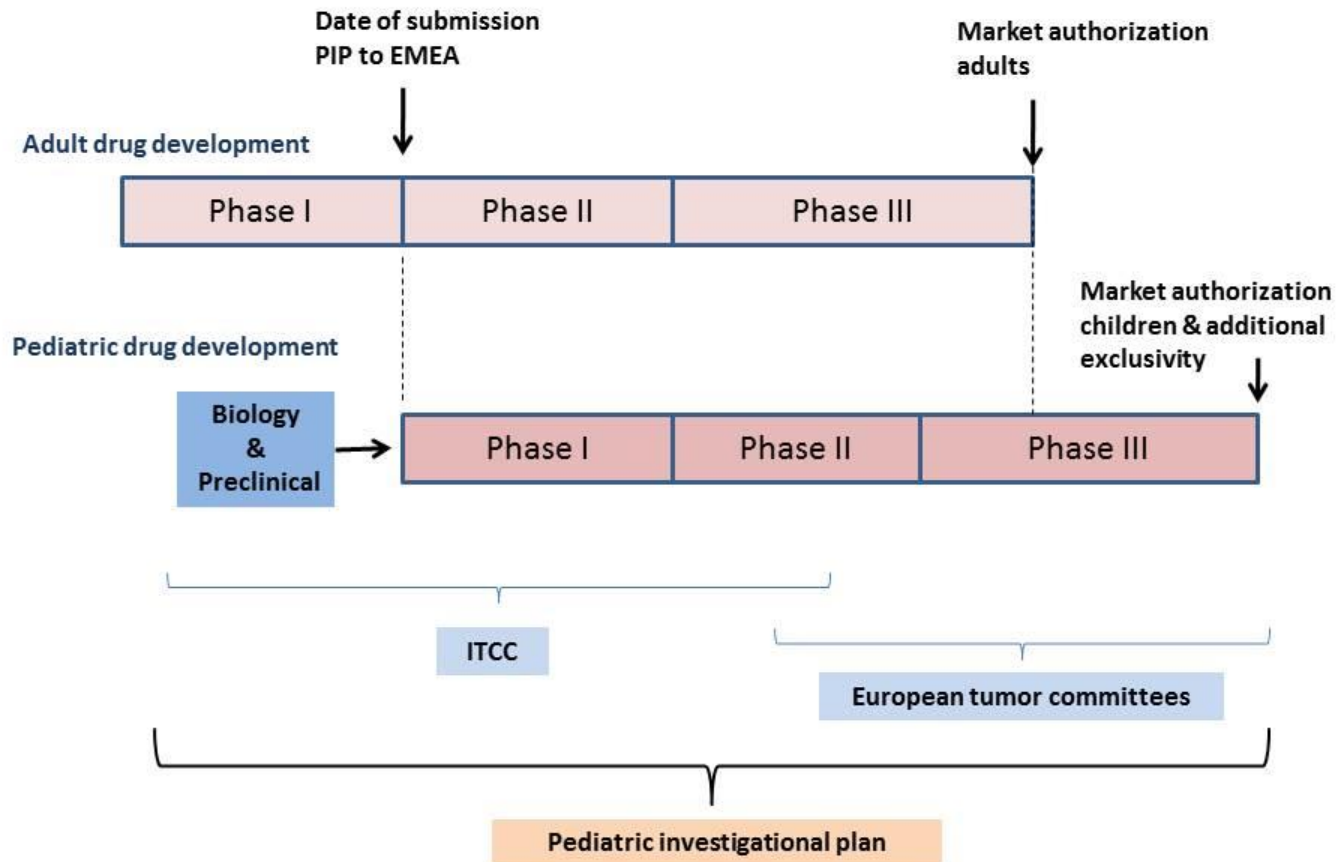 Date of submission
PIP to EMEA
Market authorization
adults
Adult drug development
Phase I
Phase II
Phase III
Market authorization
children & additional
exclusivity
Pediatric drug development
Biology
&
Preclinical
Phase I
Phase II
Phase III
ITCC
European tumor committees
Pediatric investigational plan